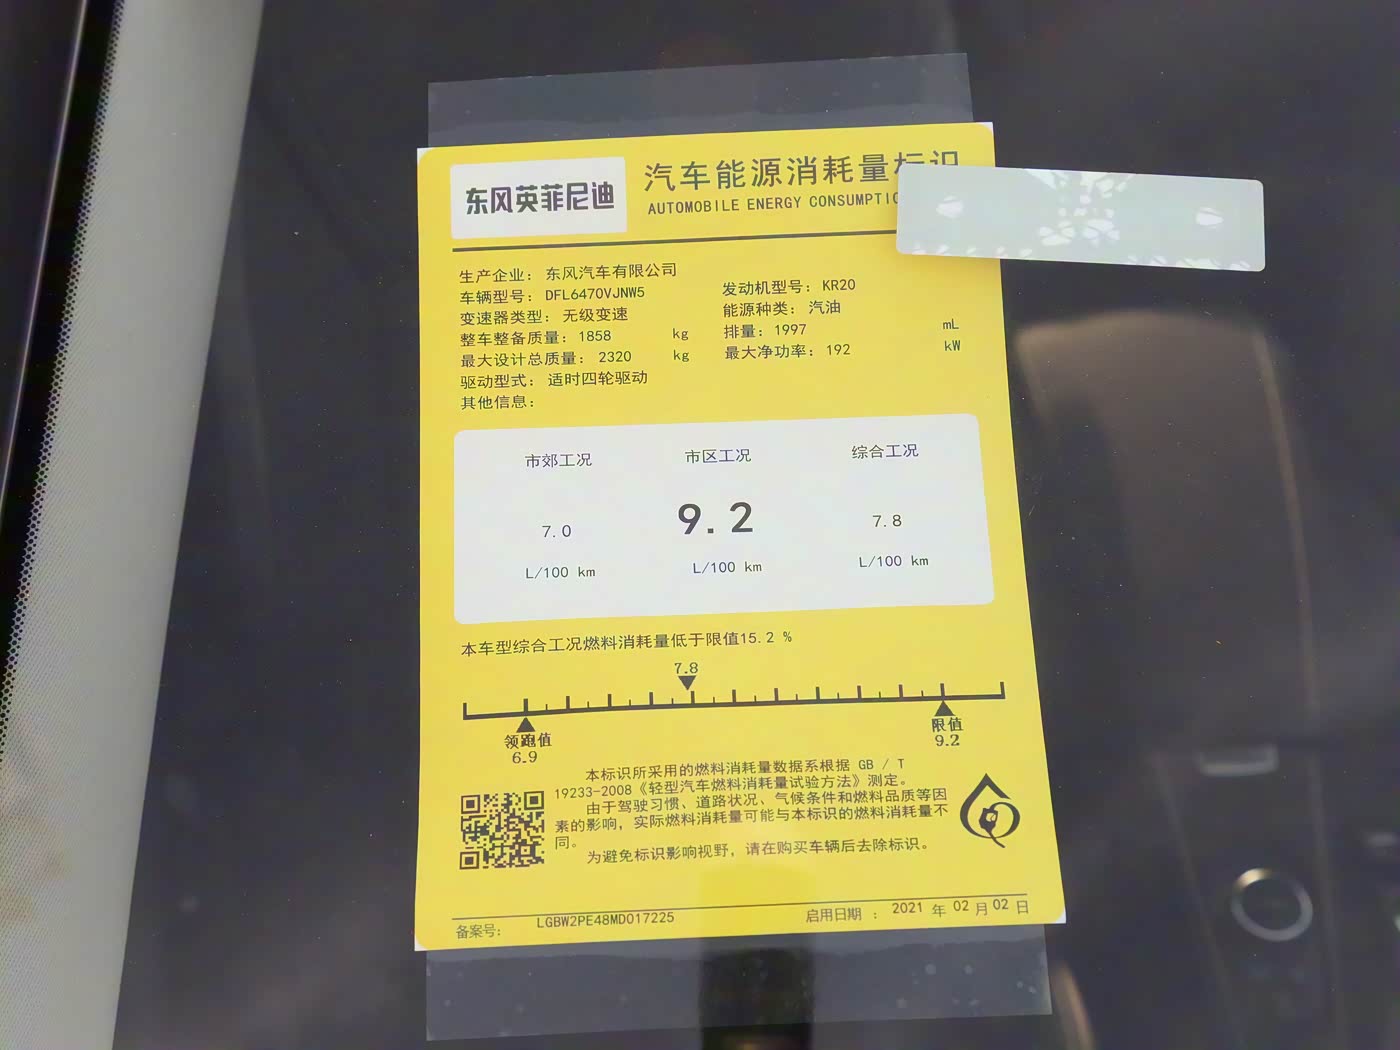 东风英菲尼迪
汽车能源消耗量标识
AUTOMOBILE ENERGY CONSUMPTIO
生产企业： 东风汽车有限公司
车辆型号： DFL6470VJNW5
发动机型号： KR20
变速器类型： 无级变速
能源种类： 汽油
整车整备质量： 1858 kg
排量： 1997 mL
最大设计总质量： 2320 kg
最大净功率： 192 kW
驱动型式： 适时四轮驱动
其他信息：
市郊工况 市区工况 综合工况
7.0 9.2 7.8
L/100 km L/100 km L/100 km
本车型综合工况燃料消耗量低于限值15.2 %
7.8
领跑值 限值
6.9 9.2
本标识所采用的燃料消耗量数据系根据 GB / T
19233-2008《轻型汽车燃料消耗量试验方法》测定。
由于驾驶习惯、道路状况、气候条件和燃料品质等因
素的影响，实际燃料消耗量可能与本标识的燃料消耗量不
同。
为避免标识影响视野，请在购买车辆后去除标识。
备案号： LGBW2PE48MD017225 启用日期 ： 2021 年 02 月 02 日